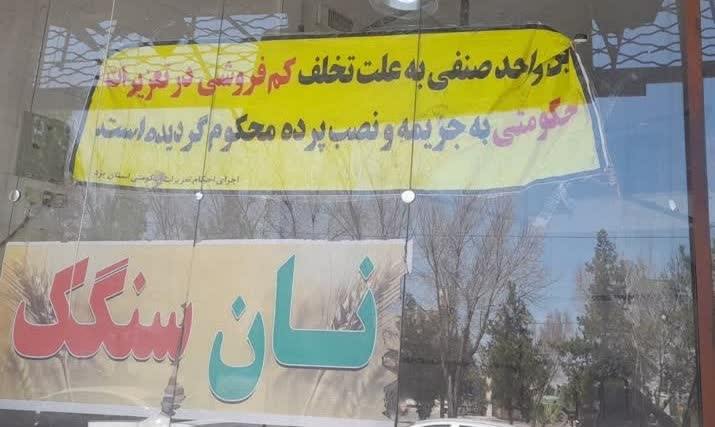 این واحد صنفی به علت تخلف کم فروشی در تعزیرات
حکومتی به جریمه و نصب پرده محکوم گردیده است.
اجرای احکام تعزیرات حکومتی استان یزد
نان سنگک